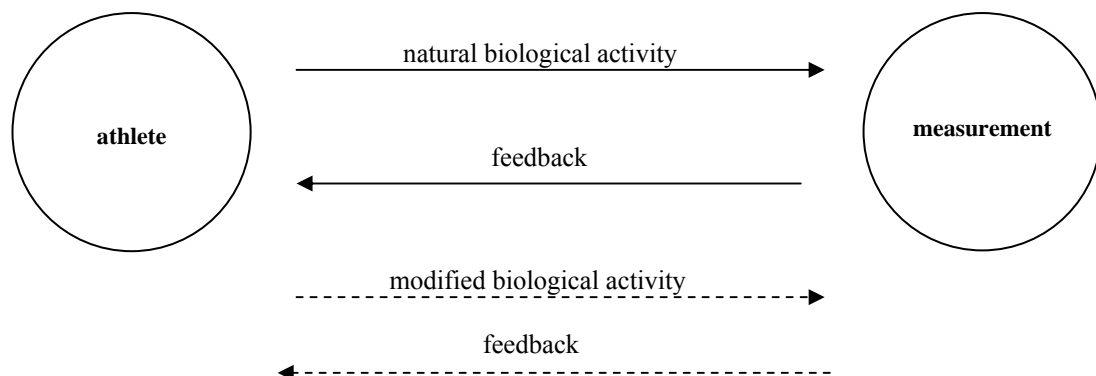 natural biological activity
athlete
measurement
feedback
modified biological activity
feedback